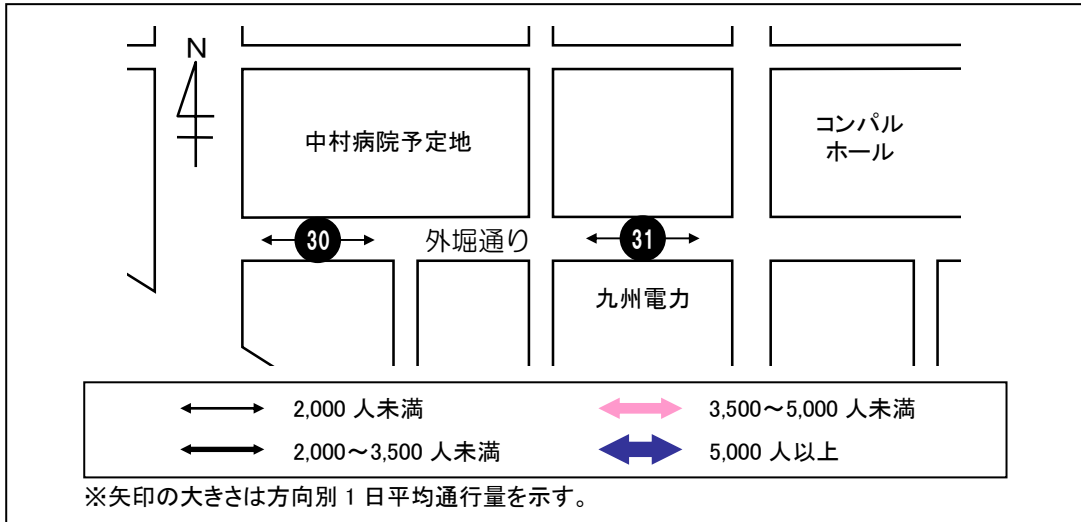 N
中村病院予定地
コンパル
ホール
30
外堀通り
31
九州電力
2,000 人未満
3,500～5,000 人未満
2,000～3,500 人未満
5,000 人以上
※矢印の大きさは方向別 1 日平均通行量を示す。